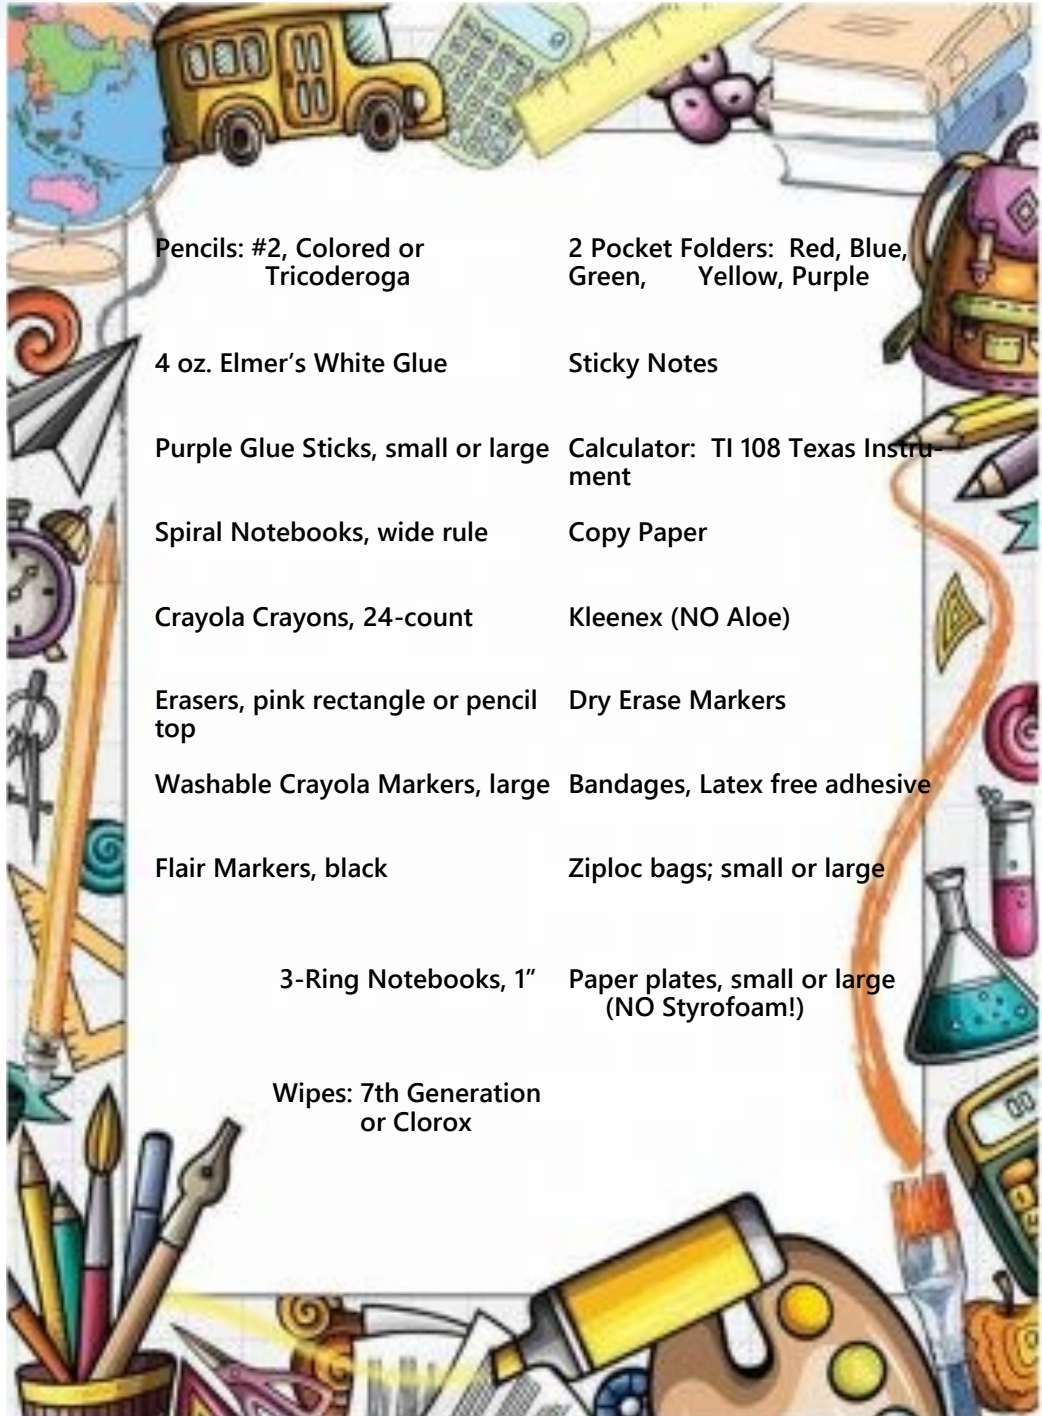 Pencils: #2, Colored or
Tricoderoga
2 Pocket Folders: Red, Blue,
Green, Yellow, Purple
4 oz. Elmer’s White Glue
Sticky Notes
Purple Glue Sticks, small or large
Calculator: TI 108 Texas Instru-
ment
Spiral Notebooks, wide rule
Copy Paper
Crayola Crayons, 24-count
Kleenex (NO Aloe)
Erasers, pink rectangle or pencil
top
Dry Erase Markers
Washable Crayola Markers, large
Bandages, Latex free adhesive
Flair Markers, black
Ziploc bags; small or large
3-Ring Notebooks, 1”
Paper plates, small or large
(NO Styrofoam!)
Wipes: 7th Generation
or Clorox